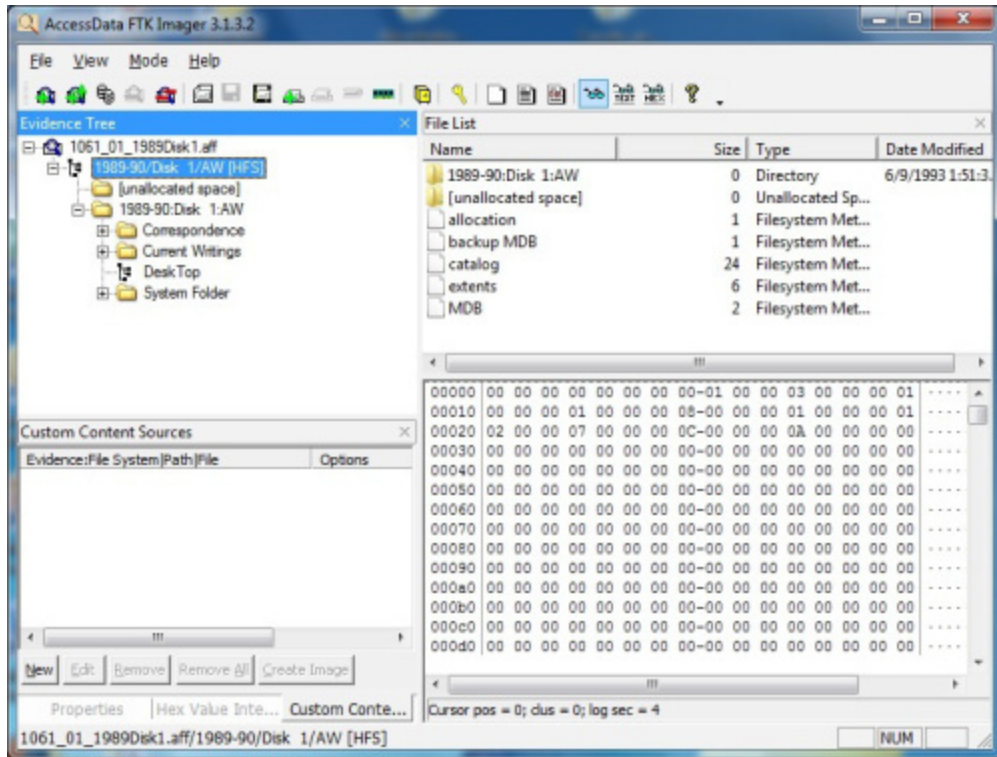 AccessData FTK Imager 3.1.3.2
File View Mode Help
Evidence Tree
1061_01_1989Disk1.aff
1989-90/Disk 1/AW [HFS]
[unallocated space]
1989-90:Disk 1:AW
Correspondence
Current Writings
DeskTop
System Folder
File List
Name Size Type Date Modified
1989-90:Disk 1:AW 0 Directory 6/9/1993 1:51:3.
[unallocated space] 0 Unallocated Sp...
allocation 1 Filesystem Met...
backup MDB 1 Filesystem Met...
catalog 24 Filesystem Met...
extents 6 Filesystem Met...
MDB 2 Filesystem Met...
Custom Content Sources
Evidence:File System|Path|File Options
New Edit Remove Remove All Create Image
Properties Hex Value Inte... Custom Conte...
00000 00 00 00 00 00 00 00 00-01 00 00 03 00 00 00 01 ....
00010 00 00 00 01 00 00 00 08-00 00 00 01 00 00 00 01 ....
00020 02 00 00 07 00 00 00 0C-00 00 00 0A 00 00 00 00 ....
00030 00 00 00 00 00 00 00 00-00 00 00 00 00 00 00 00 ....
00040 00 00 00 00 00 00 00 00-00 00 00 00 00 00 00 00 ....
00050 00 00 00 00 00 00 00 00-00 00 00 00 00 00 00 00 ....
00060 00 00 00 00 00 00 00 00-00 00 00 00 00 00 00 00 ....
00070 00 00 00 00 00 00 00 00-00 00 00 00 00 00 00 00 ....
00080 00 00 00 00 00 00 00 00-00 00 00 00 00 00 00 00 ....
00090 00 00 00 00 00 00 00 00-00 00 00 00 00 00 00 00 ....
000a0 00 00 00 00 00 00 00 00-00 00 00 00 00 00 00 00 ....
000b0 00 00 00 00 00 00 00 00-00 00 00 00 00 00 00 00 ....
000c0 00 00 00 00 00 00 00 00-00 00 00 00 00 00 00 00 ....
000d0 00 00 00 00 00 00 00 00-00 00 00 00 00 00 00 00 ....
Cursor pos = 0; clus = 0; log sec = 4
1061_01_1989Disk1.aff/1989-90/Disk 1/AW [HFS] NUM